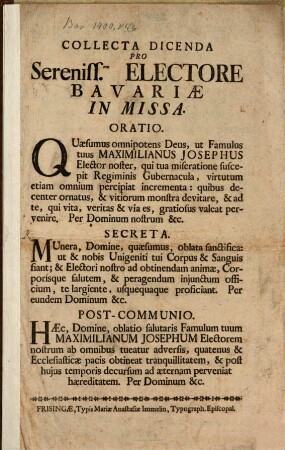 COLLECTA DICENDA
PRO
Sereniss.mo ELECTORE
BAVARIÆ
IN MISSA.
ORATIO.
QUæsumus omnipotens Deus, ut Famulus
tuus MAXIMILIANUS JOSEPHUS
Elector noster, qui tua miseratione susce-
pit Regiminis Gubernacula, virtutum
etiam omnium percipiat incrementa: quibus de-
center ornatus, & vitiorum monstra devitare, & ad
te, qui vita, veritas & via es, gratiosus valeat per-
venire. Per Dominum nostrum &c.
SECRETA.
MUnera, Domine, quæsumus, oblata sanctifica:
ut & nobis Unigeniti tui Corpus & Sanguis
fiant; & Electori nostro ad obtinendam animæ, Cor-
porisque salutem, & peragendum injunctum offi-
cium, te largiente, usquequaque proficiant. Per
eundem Dominum &c.
POST-COMMUNIO.
HÆc, Domine, oblatio salutaris Famulum tuum
MAXIMILIANUM JOSEPHUM Electorem
nostrum ab omnibus tueatur adversis, quatenus &
Ecclesiasticæ pacis obtineat tranquillitatem, & post
hujus temporis decursum ad æternam perveniat
hæreditatem. Per Dominum &c.
FRISINGÆ, Typis Mariæ Anastasiæ Immelin, Typograph. Episcopal.